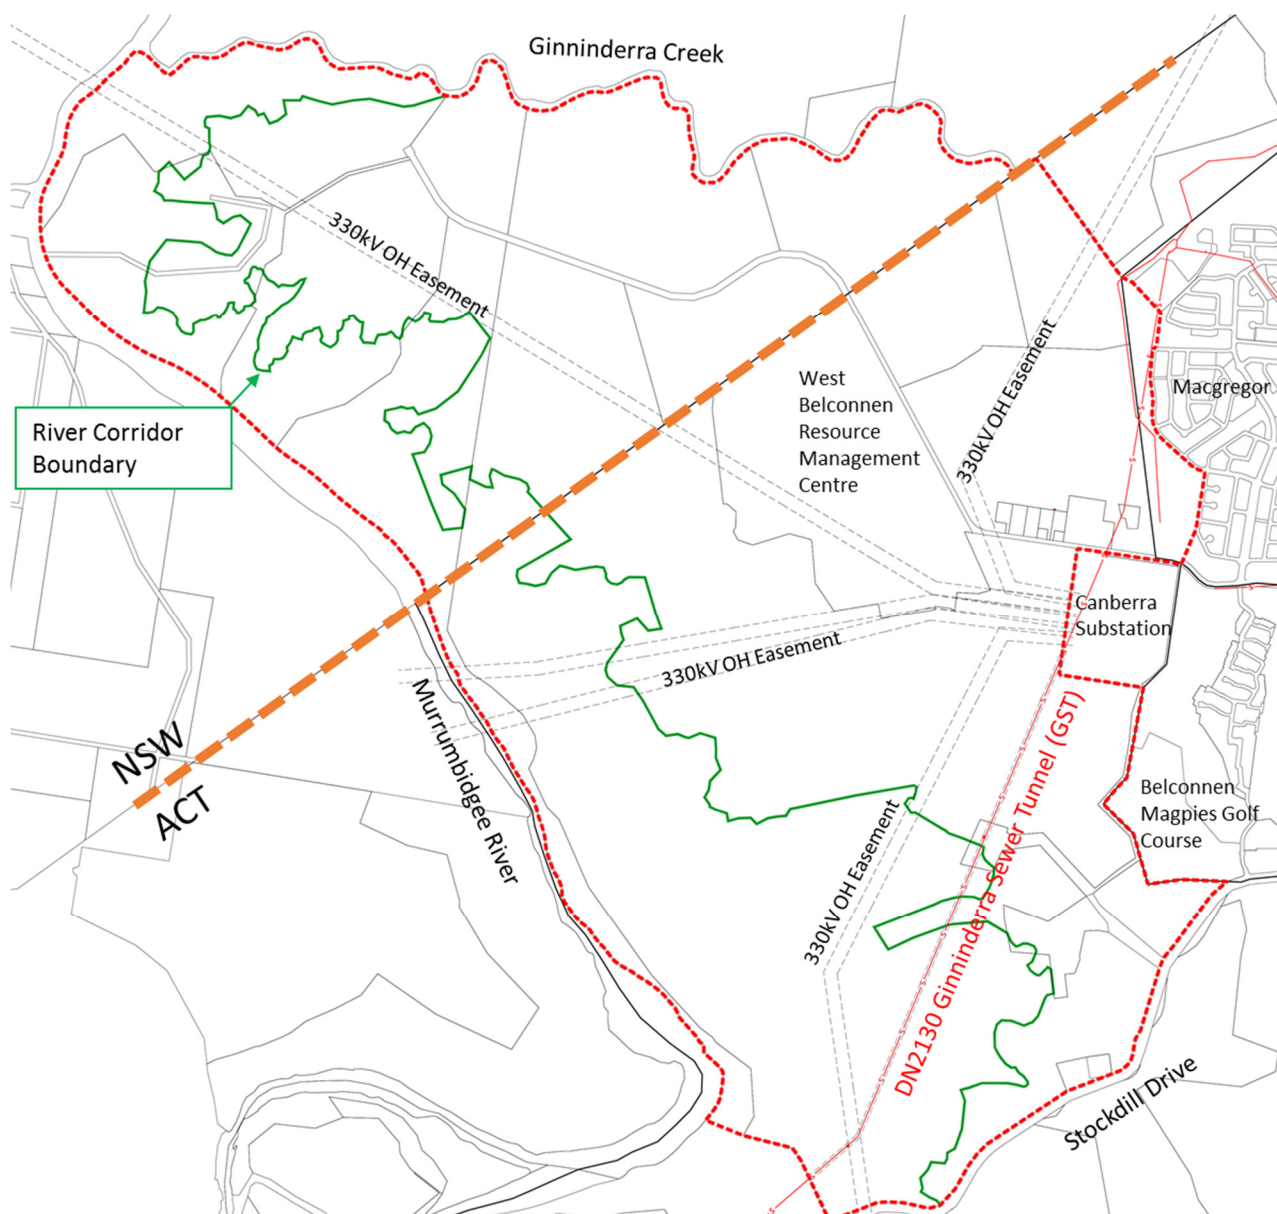 Ginninderra Creek
330kV OH Easement
330kV OH Easement
West
Belconnen
Resource
Management
Centre
Macgregor
River Corridor
Boundary
Canberra
Substation
330kV OH Easement
NSW
ACT
Murrumbidgee River
330kV OH Easement
DN2130 Ginninderra Sewer Tunnel (GST)
Belconnen
Magpies Golf
Course
Stockdill Drive